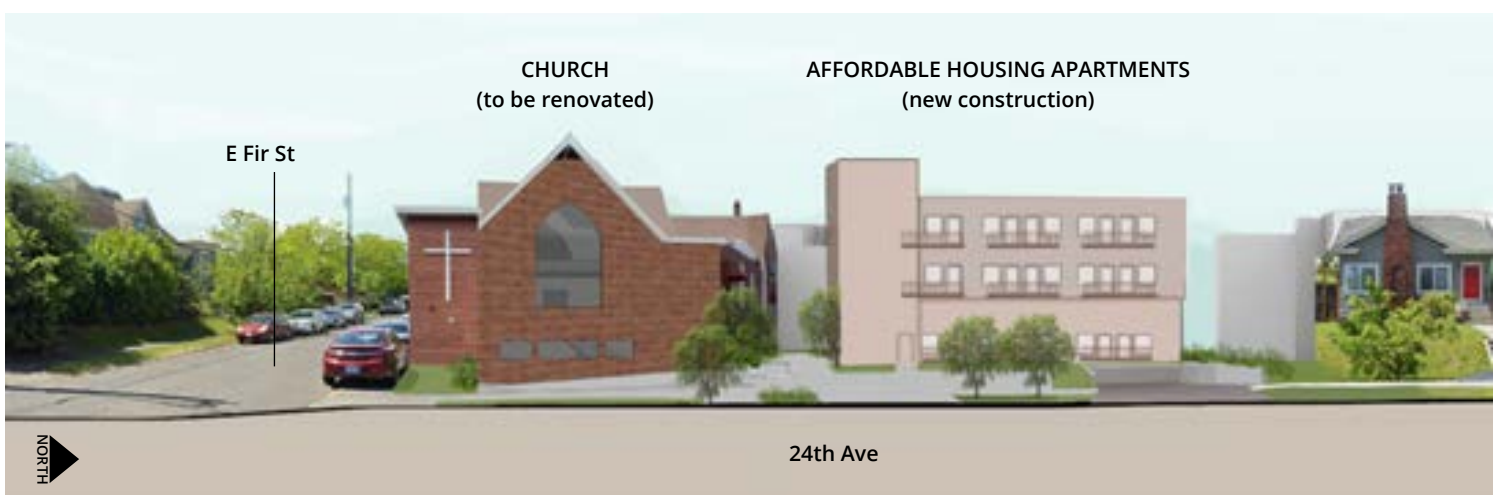 CHURCH
(to be renovated)
AFFORDABLE HOUSING APARTMENTS
(new construction)
E Fir St
24th Ave
NORTH